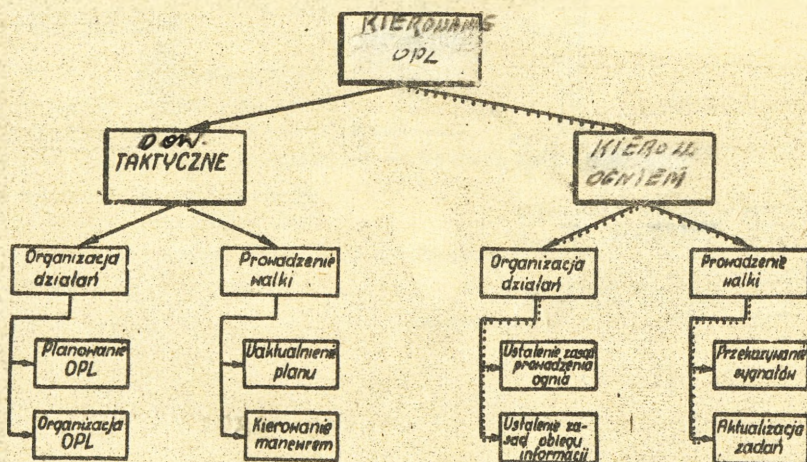 KIEROWANIE
OPL
DOW.
TAKTYCZNE
KIEROW.
OGNIEM
Organizacja
działań
Prowadzenie
walki
Organizacja
działań
Prowadzenie
walki
Planowanie
OPL
Uaktualnienie
planu
Ustalenie zasad
prowadzenia
ognia
Przekazywanie
sygnałów
Organizacja
OPL
Kierowanie
manewrem
Ustalenie za-
sad obiegu
informacji
Aktualizacja
zadań